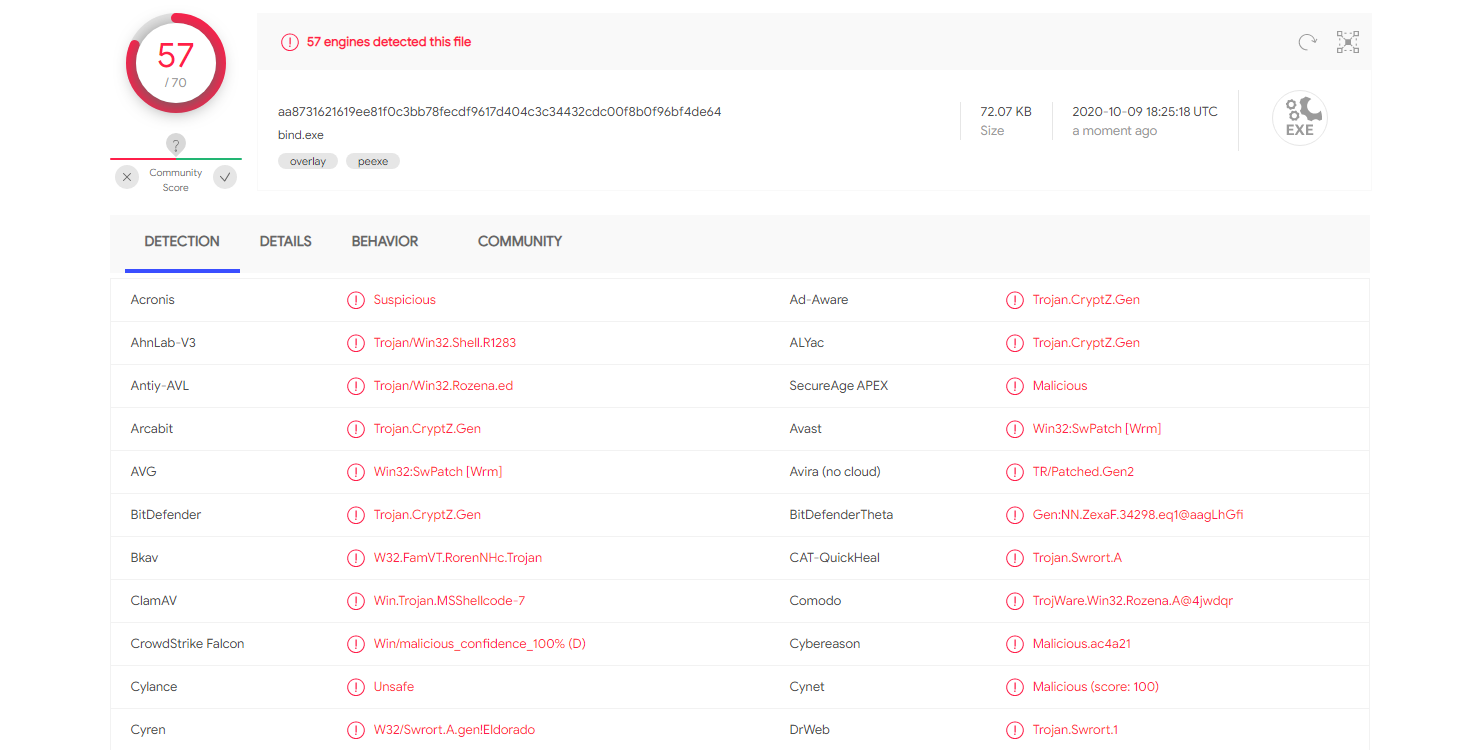 57
/ 70
?
Community
Score
57 engines detected this file
aa8731621619ee81f0c3bb78fecdf9617d404c3c34432cdc00f8b0f96bf4de64
bind.exe
overlay peexe
72.07 KB
Size
2020-10-09 18:25:18 UTC
a moment ago
EXE
DETECTION DETAILS BEHAVIOR COMMUNITY
Acronis Suspicious Ad-Aware Trojan.CryptZ.Gen
AhnLab-V3 Trojan/Win32.Shell.R1283 ALYac Trojan.CryptZ.Gen
Antiy-AVL Trojan/Win32.Rozena.ed SecureAge APEX Malicious
Arcabit Trojan.CryptZ.Gen Avast Win32:SwPatch [Wrm]
AVG Win32:SwPatch [Wrm] Avira (no cloud) TR/Patched.Gen2
BitDefender Trojan.CryptZ.Gen BitDefenderTheta Gen:NN.ZexaF.34298.eq1@aagLhGfi
Bkav W32.FamVT.RorenNHc.Trojan CAT-QuickHeal Trojan.Swrort.A
ClamAV Win.Trojan.MSShellcode-7 Comodo TrojWare.Win32.Rozena.A@4jwdqr
CrowdStrike Falcon Win/malicious_confidence_100% (D) Cybereason Malicious.ac4a21
Cylance Unsafe Cynet Malicious (score: 100)
Cyren W32/Swrort.A.gen!Eldorado DrWeb Trojan.Swrort.1